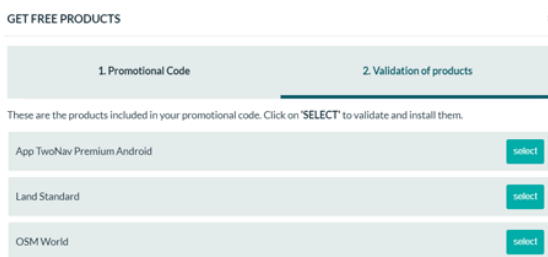 GET FREE PRODUCTS
1. Promotional Code
2. Validation of products
These are the products included in your promotional code. Click on 'SELECT' to validate and install them.
App TwoNav Premium Android
select
Land Standard
select
OSM World
select